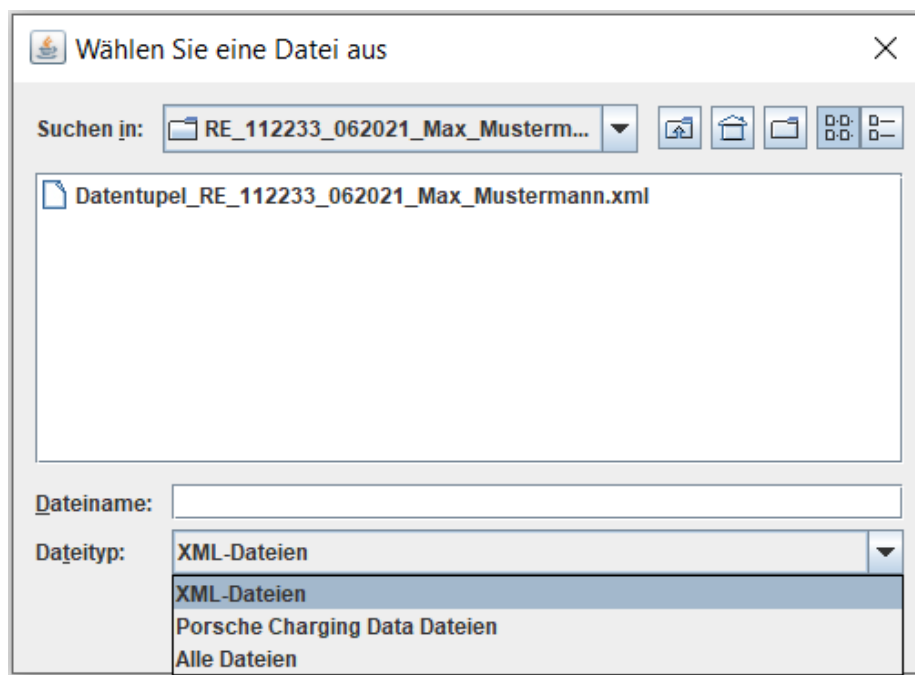 Wählen Sie eine Datei aus
Suchen in: RE_112233_062021_Max_Musterm...
Datentupel_RE_112233_062021_Max_Mustermann.xml
Dateiname:
Dateityp: XML-Dateien
XML-Dateien
Porsche Charging Data Dateien
Alle Dateien